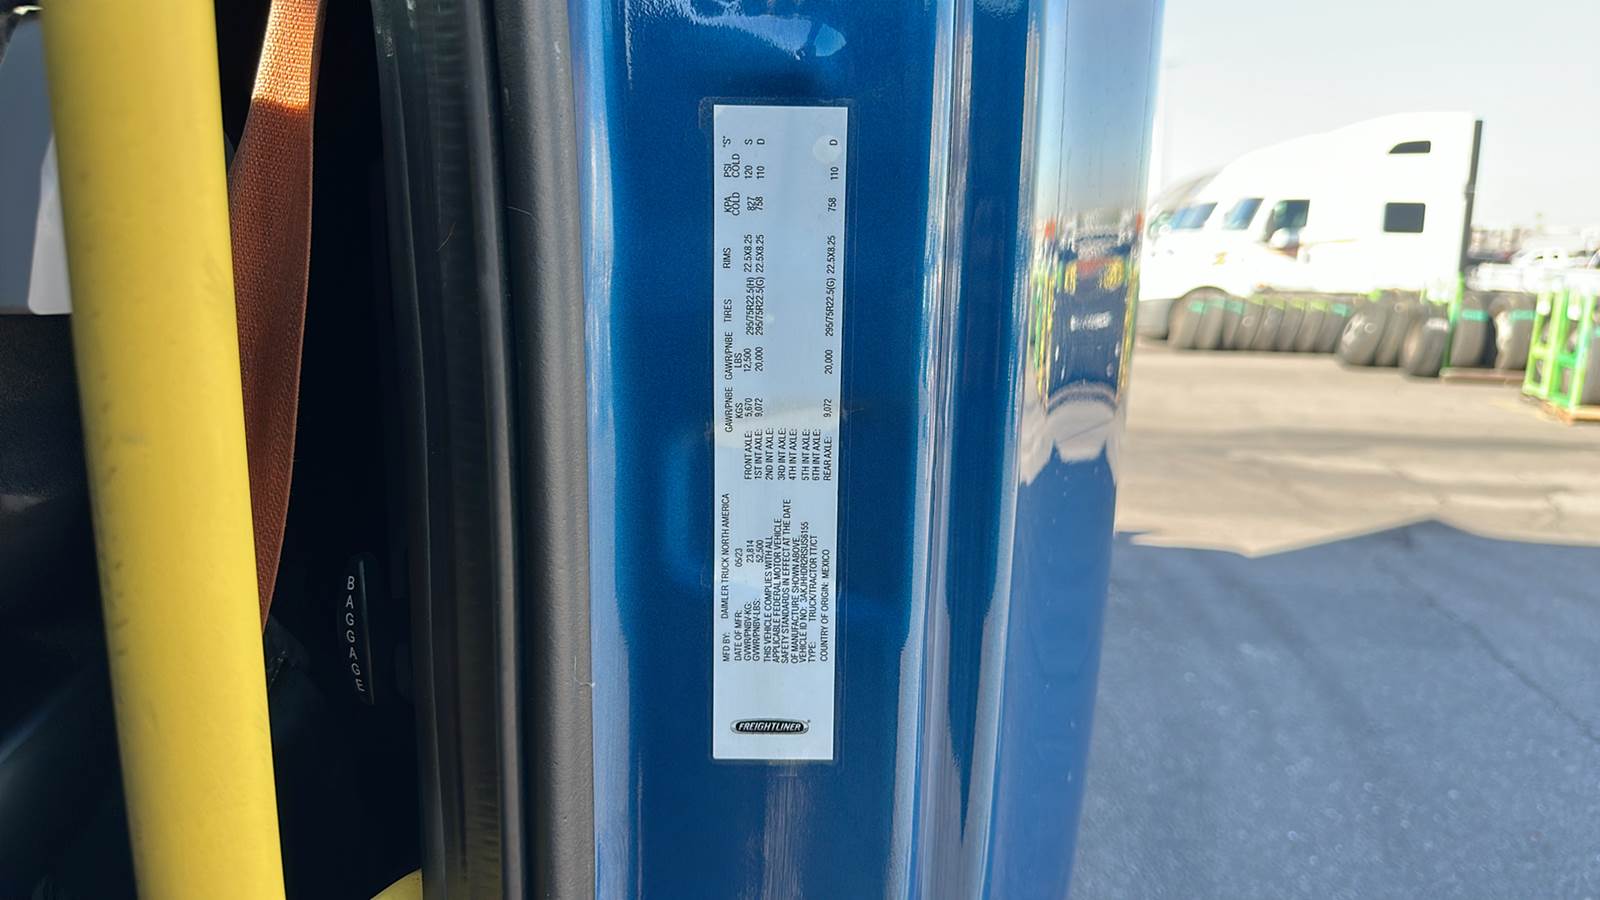 MFD BY: DAIMLER TRUCK NORTH AMERICA
DATE OF MFR: 05/23
GVWR/PNBV-KG: 23,814
GVWR/PNBV-LBS: 52,500
THIS VEHICLE COMPLIES WITH ALL
APPLICABLE FEDERAL MOTOR VEHICLE
SAFETY STANDARDS IN EFFECT AT THE DATE
OF MANUFACTURE SHOWN ABOVE.
VEHICLE ID NO: 3AKJHHDR2RSUS6155
TYPE: TRUCK/TRACTOR TT/CT
COUNTRY OF ORIGIN: MEXICO
GAWR/PNBE GAWR/PNBE TIRES RIMS KPA PSI "S"
KGS LBS COLD COLD
FRONT AXLE: 5,670 12,500 295/75R22.5(H) 22.5X8.25 827 120 S
1ST INT AXLE: 9,072 20,000 295/75R22.5(G) 22.5X8.25 758 110 D
2ND INT AXLE:
3RD INT AXLE:
4TH INT AXLE:
5TH INT AXLE:
6TH INT AXLE:
REAR AXLE: 9,072 20,000 295/75R22.5(G) 22.5X8.25 758 110 D
FREIGHTLINER
BAGGAGE